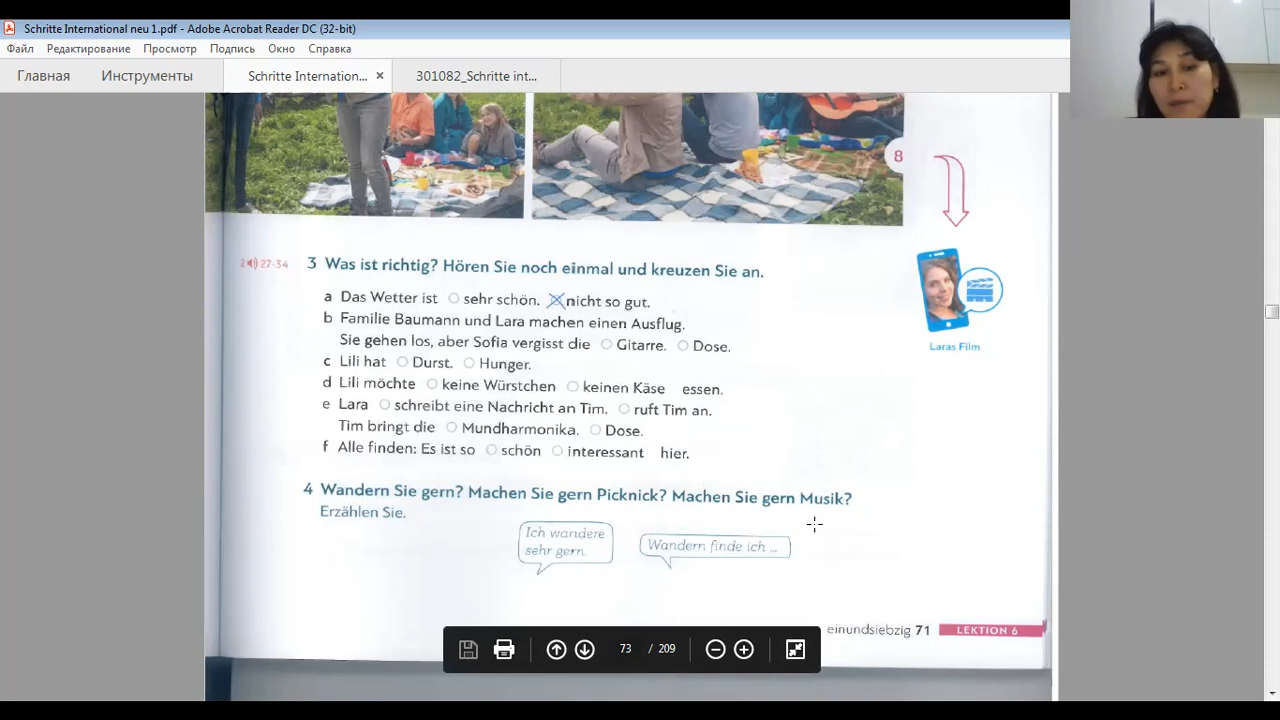 Schritte International neu 1.pdf - Adobe Acrobat Reader DC (32-bit)
Файл Редактирование Просмотр Подпись Окно Справка
Главная Инструменты Schritte Internation... × 301082_Schritte int...
8
2 27-34
3 Was ist richtig? Hören Sie noch einmal und kreuzen Sie an.
a Das Wetter ist sehr schön. nicht so gut.
b Familie Baumann und Lara machen einen Ausflug.
Sie gehen los, aber Sofia vergisst die Gitarre. Dose.
c Lili hat Durst. Hunger.
d Lili möchte keine Würstchen keinen Käse essen.
e Lara schreibt eine Nachricht an Tim. ruft Tim an.
Tim bringt die Mundharmonika. Dose.
f Alle finden: Es ist so schön interessant hier.
Laras Film
4 Wandern Sie gern? Machen Sie gern Picknick? Machen Sie gern Musik?
Erzählen Sie.
Ich wandere
sehr gern.
Wandern finde ich ...
einundsiebzig 71 LEKTION 6
73 / 209